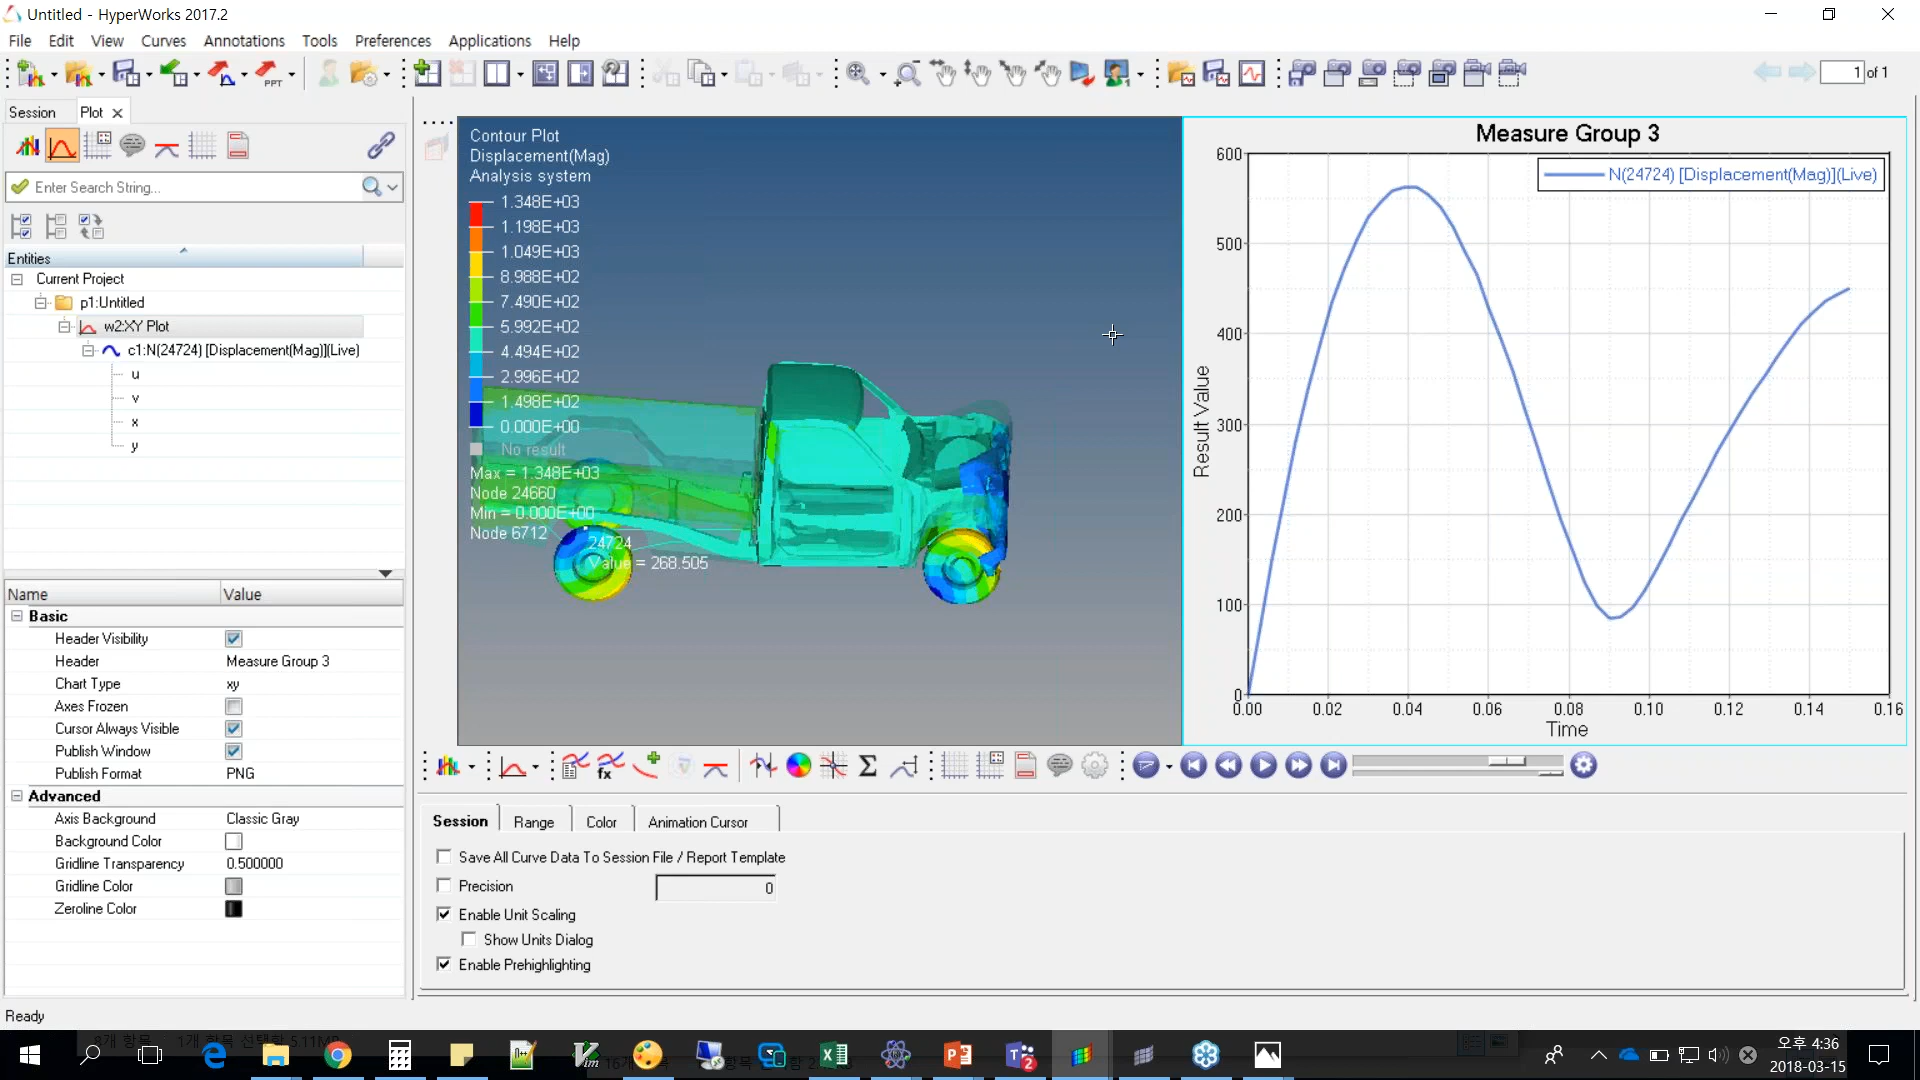 Untitled - HyperWorks 2017.2
File Edit View Curves Annotations Tools Preferences Applications Help
PPT
1 of 1
Session Plot
Enter Search String...
Entities
Current Project
p1:Untitled
w2:XY Plot
c1:N(24724) [Displacement(Mag)](Live)
u
v
x
y
Name Value
Basic
Header Visibility
Header Measure Group 3
Chart Type xy
Axes Frozen
Cursor Always Visible
Publish Window
Publish Format PNG
Advanced
Axis Background Classic Gray
Background Color
Gridline Transparency 0.500000
Gridline Color
Zeroline Color
Contour Plot
Displacement(Mag)
Analysis system
1.348E+03
1.198E+03
1.049E+03
8.988E+02
7.490E+02
5.992E+02
4.494E+02
2.996E+02
1.498E+02
0.000E+00
No result
Max = 1.348E+03
Node 24660
Min = 0.000E+00
Node 6712
24724
Value = 268.505
Measure Group 3
N(24724) [Displacement(Mag)](Live)
600
500
400
300
200
100
0
Result Value
0.00 0.02 0.04 0.06 0.08 0.10 0.12 0.14 0.16
Time
fx
Session Range Color Animation Cursor
Save All Curve Data To Session File / Report Template
Precision 0
Enable Unit Scaling
Show Units Dialog
Enable Prehighlighting
Ready
오후 4:36
2018-03-15